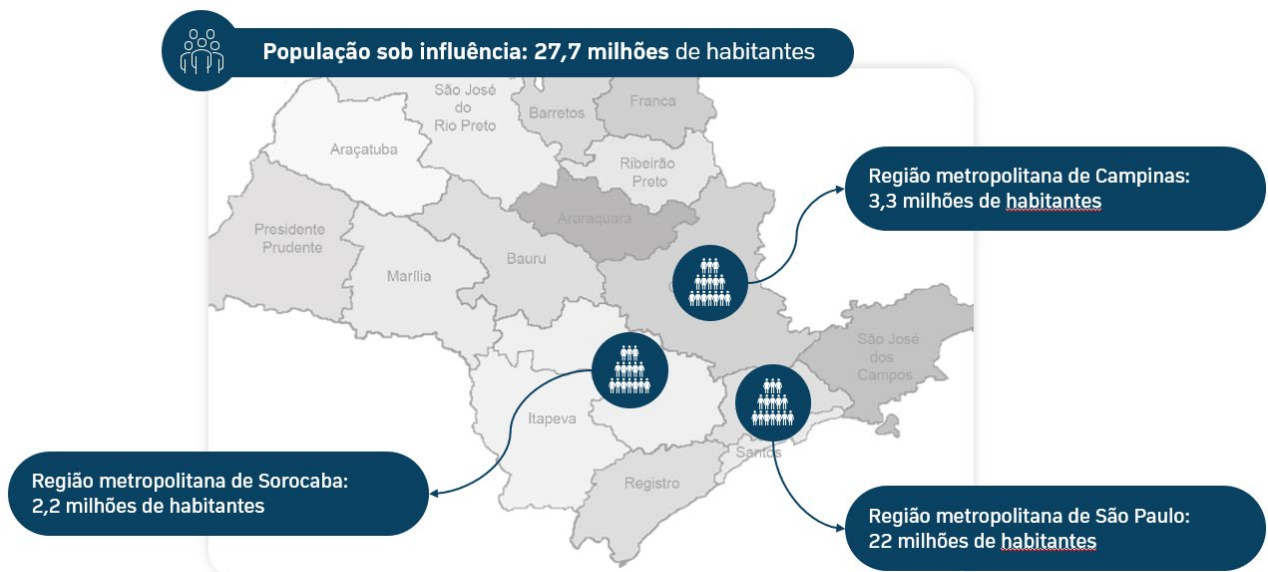 População sob influência: 27,7 milhões de habitantes
São José
do
Rio Preto
Barretos
Franca
Araçatuba
Ribeirão
Preto
Região metropolitana de Campinas:
3,3 milhões de habitantes
Araraquara
Presidente
Prudente
Bauru
Marília
São José
dos
Campos
Itapeva
Santos
Região metropolitana de Sorocaba:
2,2 milhões de habitantes
Registro
Região metropolitana de São Paulo:
22 milhões de habitantes